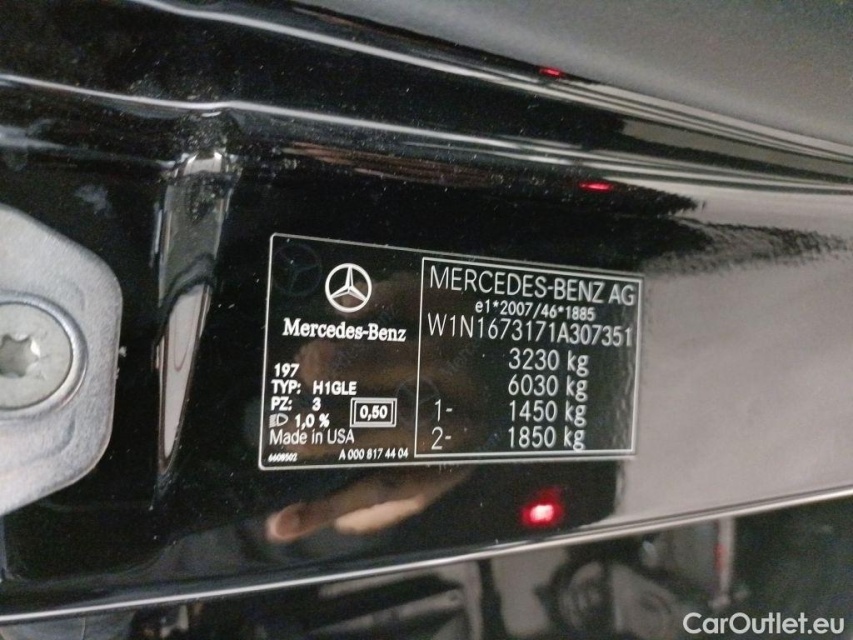 Mercedes-Benz
197
TYP: H1GLE
PZ: 3
1,0 % 0,50
Made in USA
6608502 A 000 817 44 04
MERCEDES-BENZ AG
e1*2007/46*1885
W1N1673171A307351
3230 kg
6030 kg
1- 1450 kg
2- 1850 kg
CarOutlet.eu